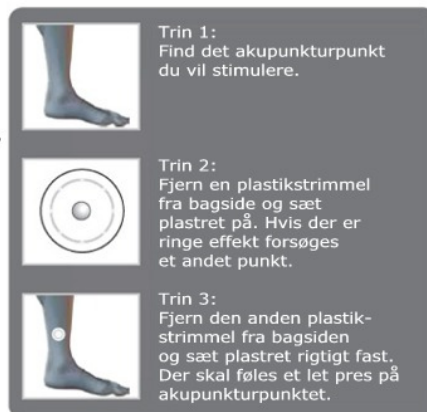 Trin 1:
Find det akupunkturpunkt
du vil stimulere.
Trin 2:
Fjern en plastikstrimmel
fra bagside og sæt
plastret på. Hvis der er
ringe effekt forsøges
et andet punkt.
Trin 3:
Fjern den anden plastik-
strimmel fra bagsiden
og sæt plastret rigtigt fast.
Der skal føles et let pres på
akupunkturpunktet.